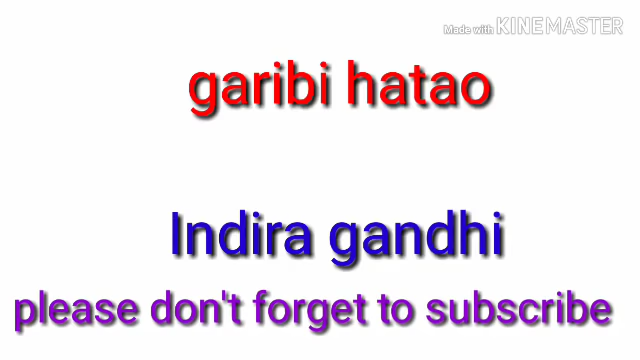 Made with KINEMASTER
garibi hatao
Indira gandhi
please don't forget to subscribe